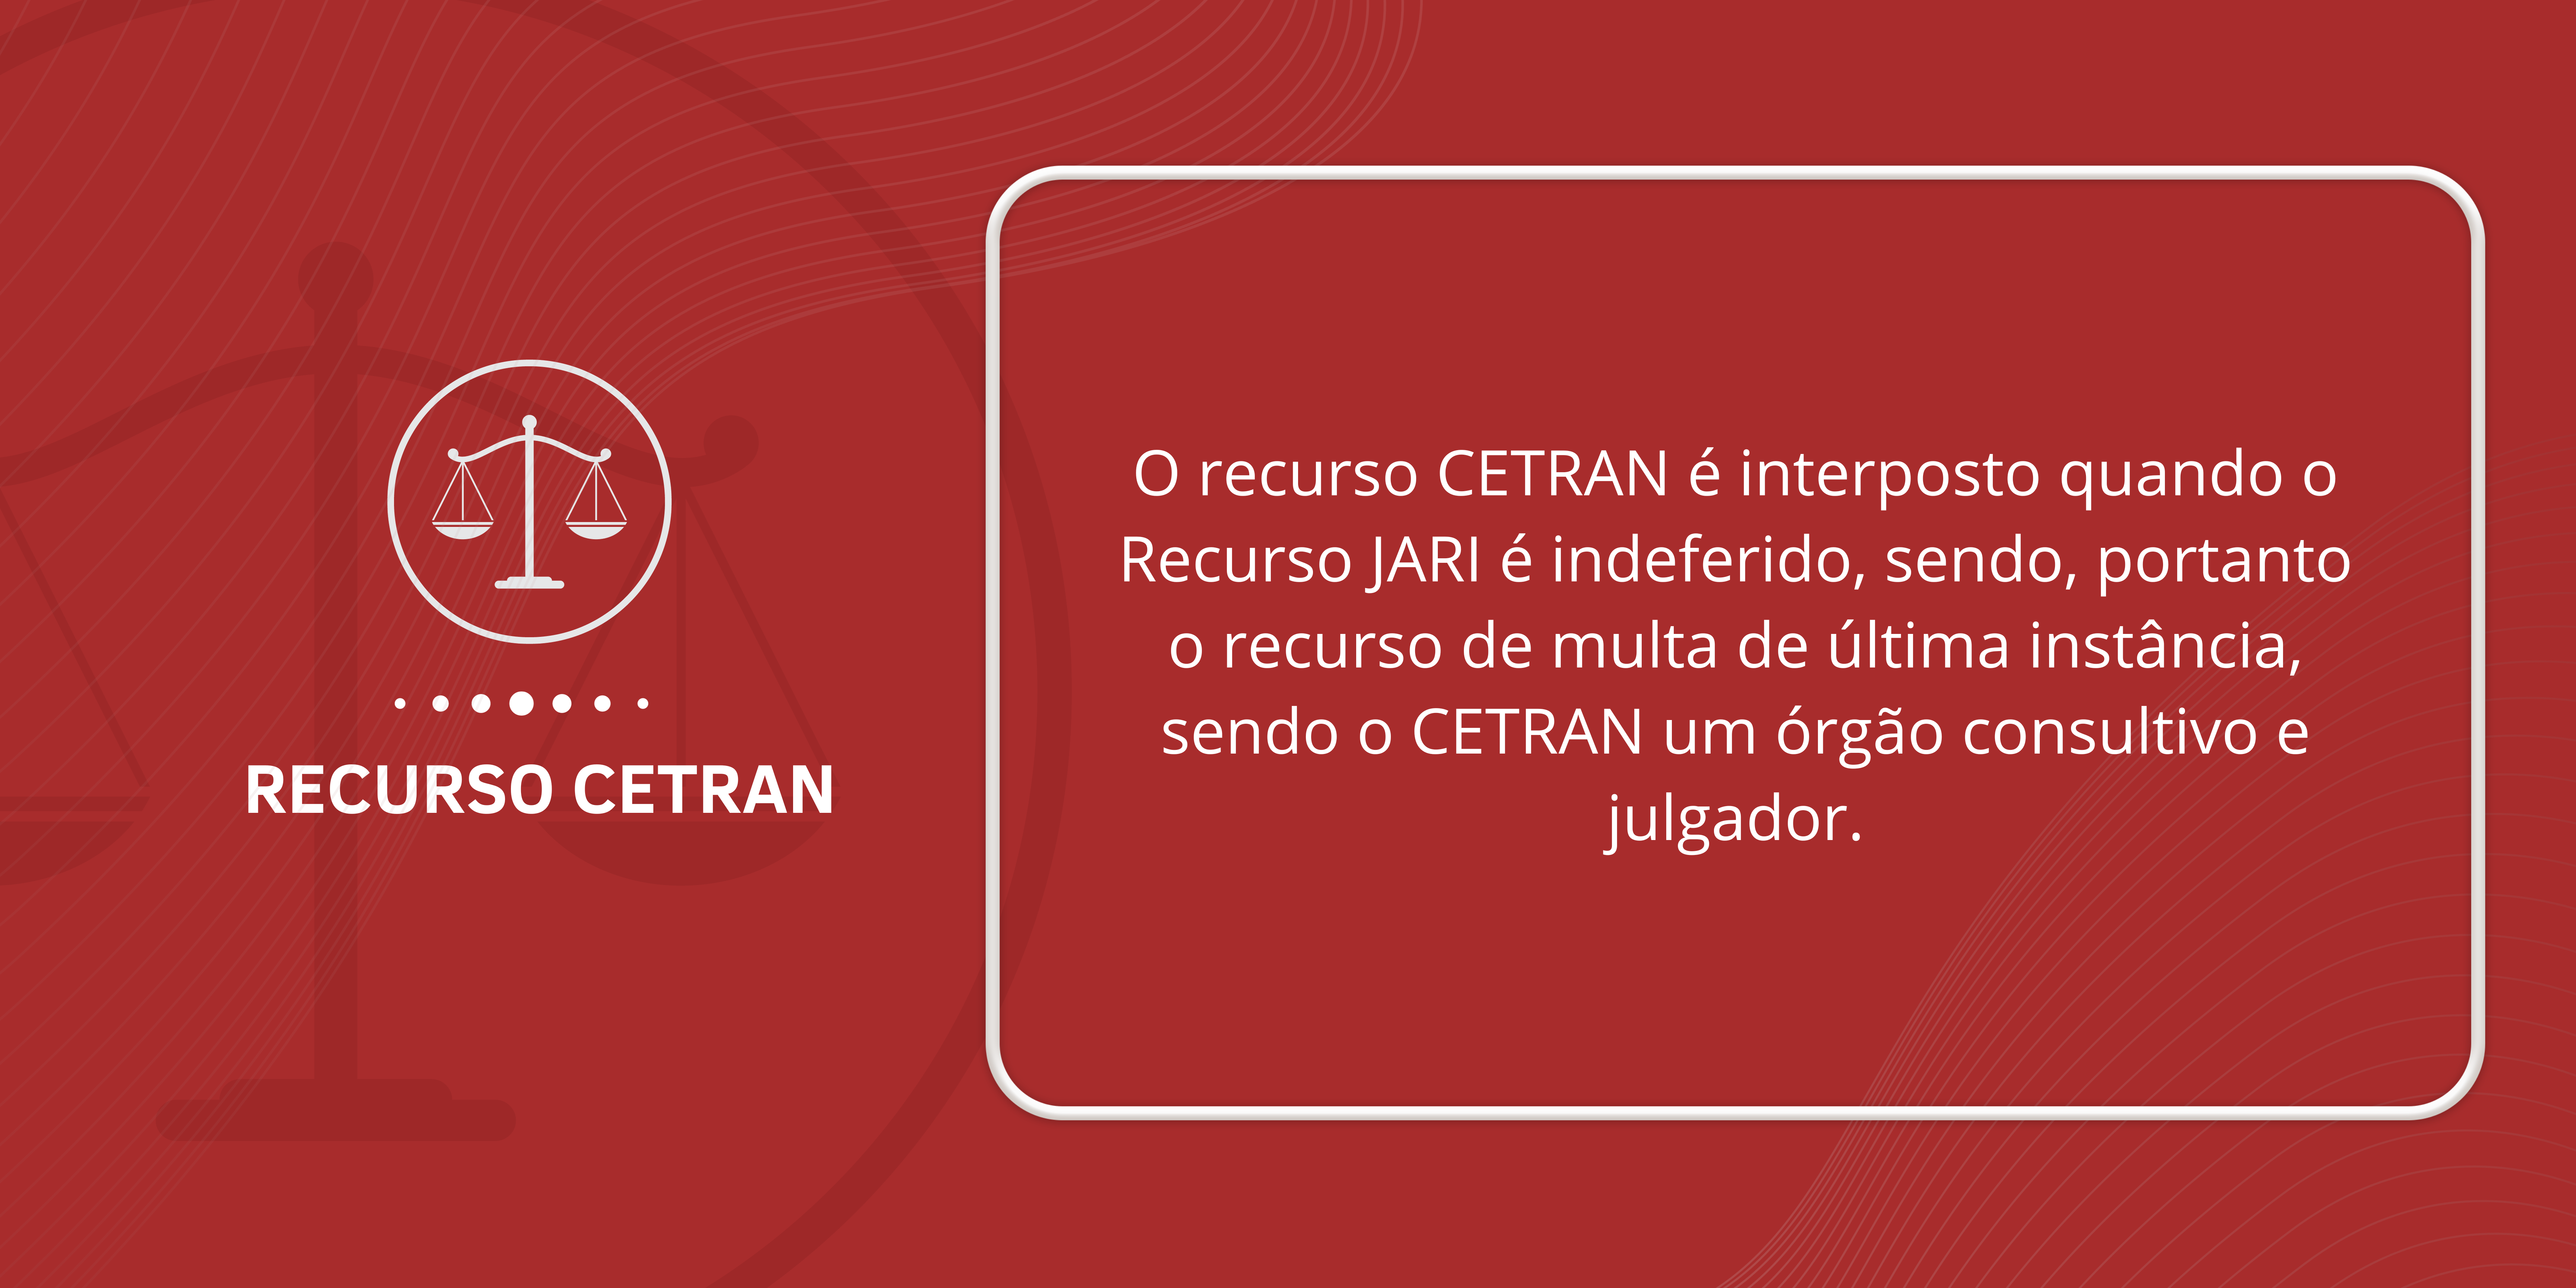 RECURSO CETRAN
O recurso CETRAN é interposto quando o
Recurso JARI é indeferido, sendo, portanto
o recurso de multa de última instância,
sendo o CETRAN um órgão consultivo e
julgador.